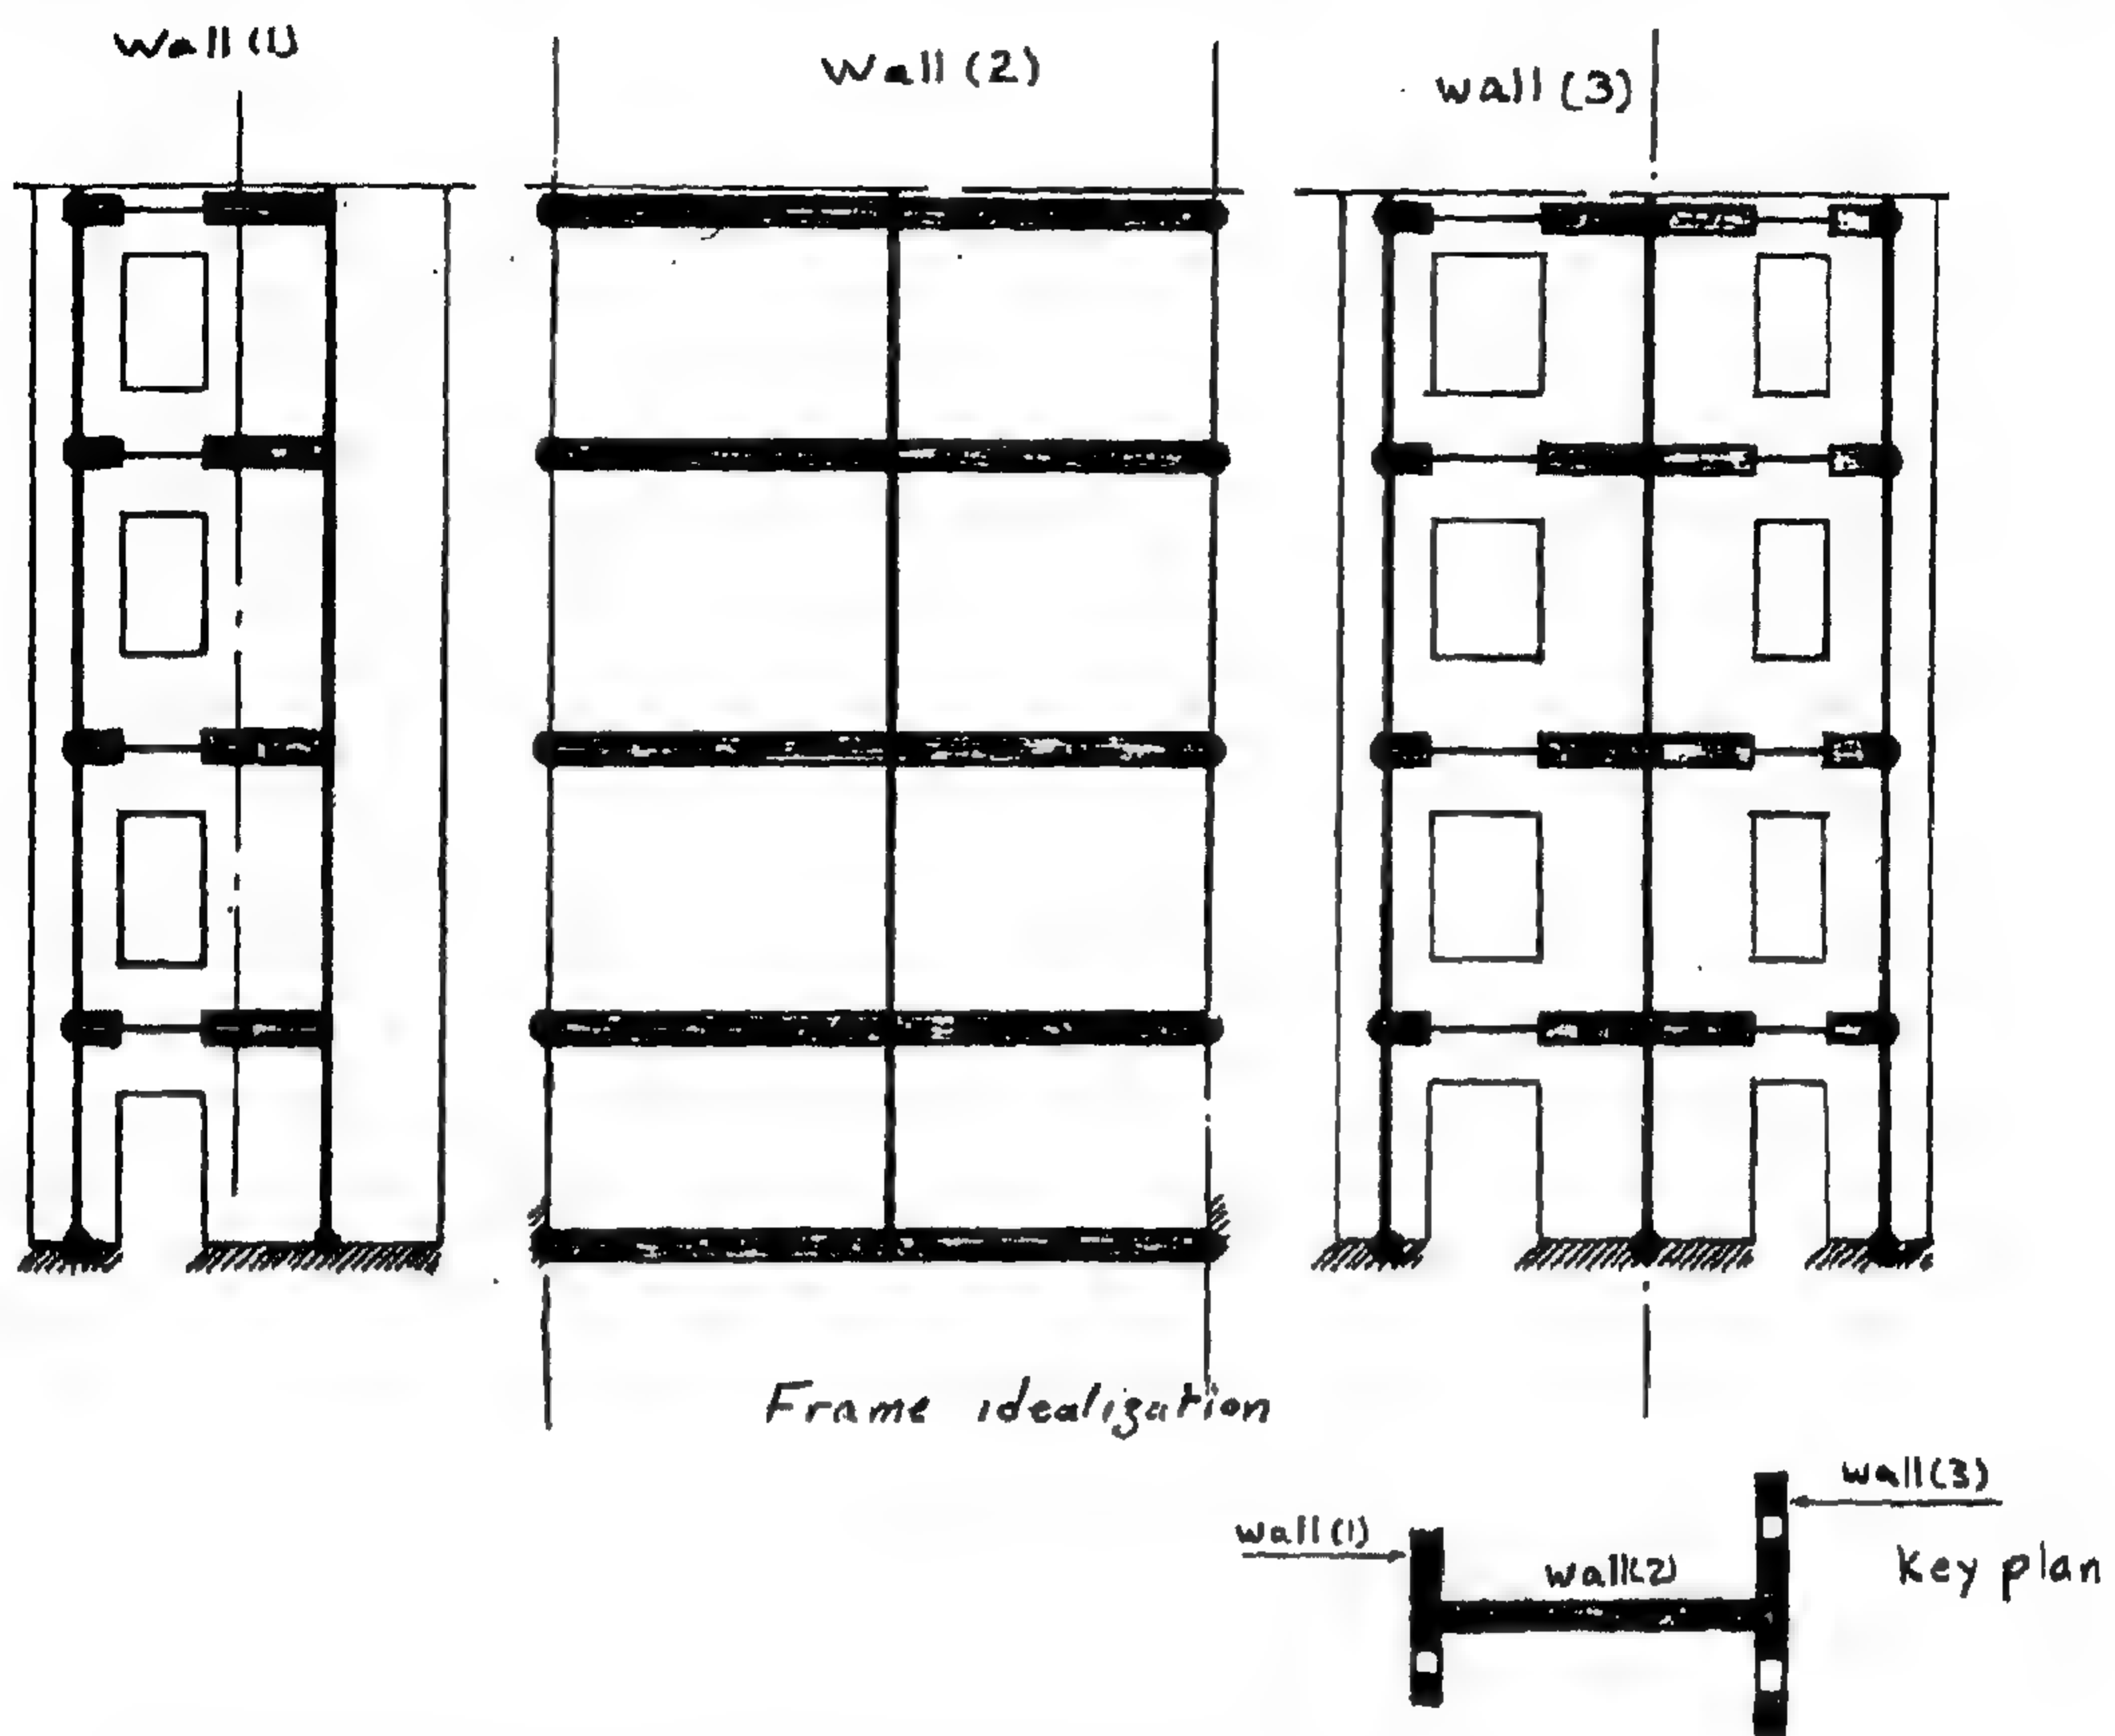 Wall (1)
Wall (2)
wall (3)
Frame idealization
wall(3)
wall(1)
wall(2)
Key plan